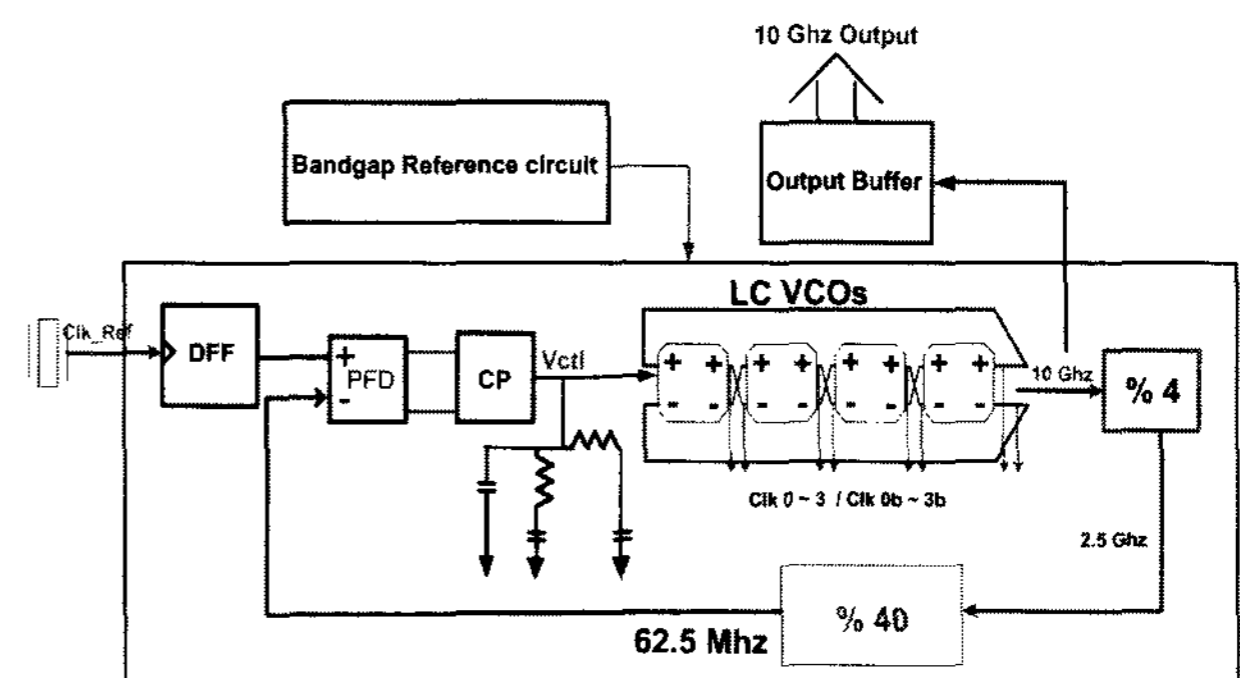 10 Ghz Output
Bandgap Reference circuit
Output Buffer
LC VCOs
Clk_Ref
DFF
+
PFD
-
CP
Vctl
+ + + + + + + +
- - - - - - - -
10 Ghz
% 4
Clk 0 ~ 3 / Clk 0b ~ 3b
2.5 Ghz
% 40
62.5 Mhz